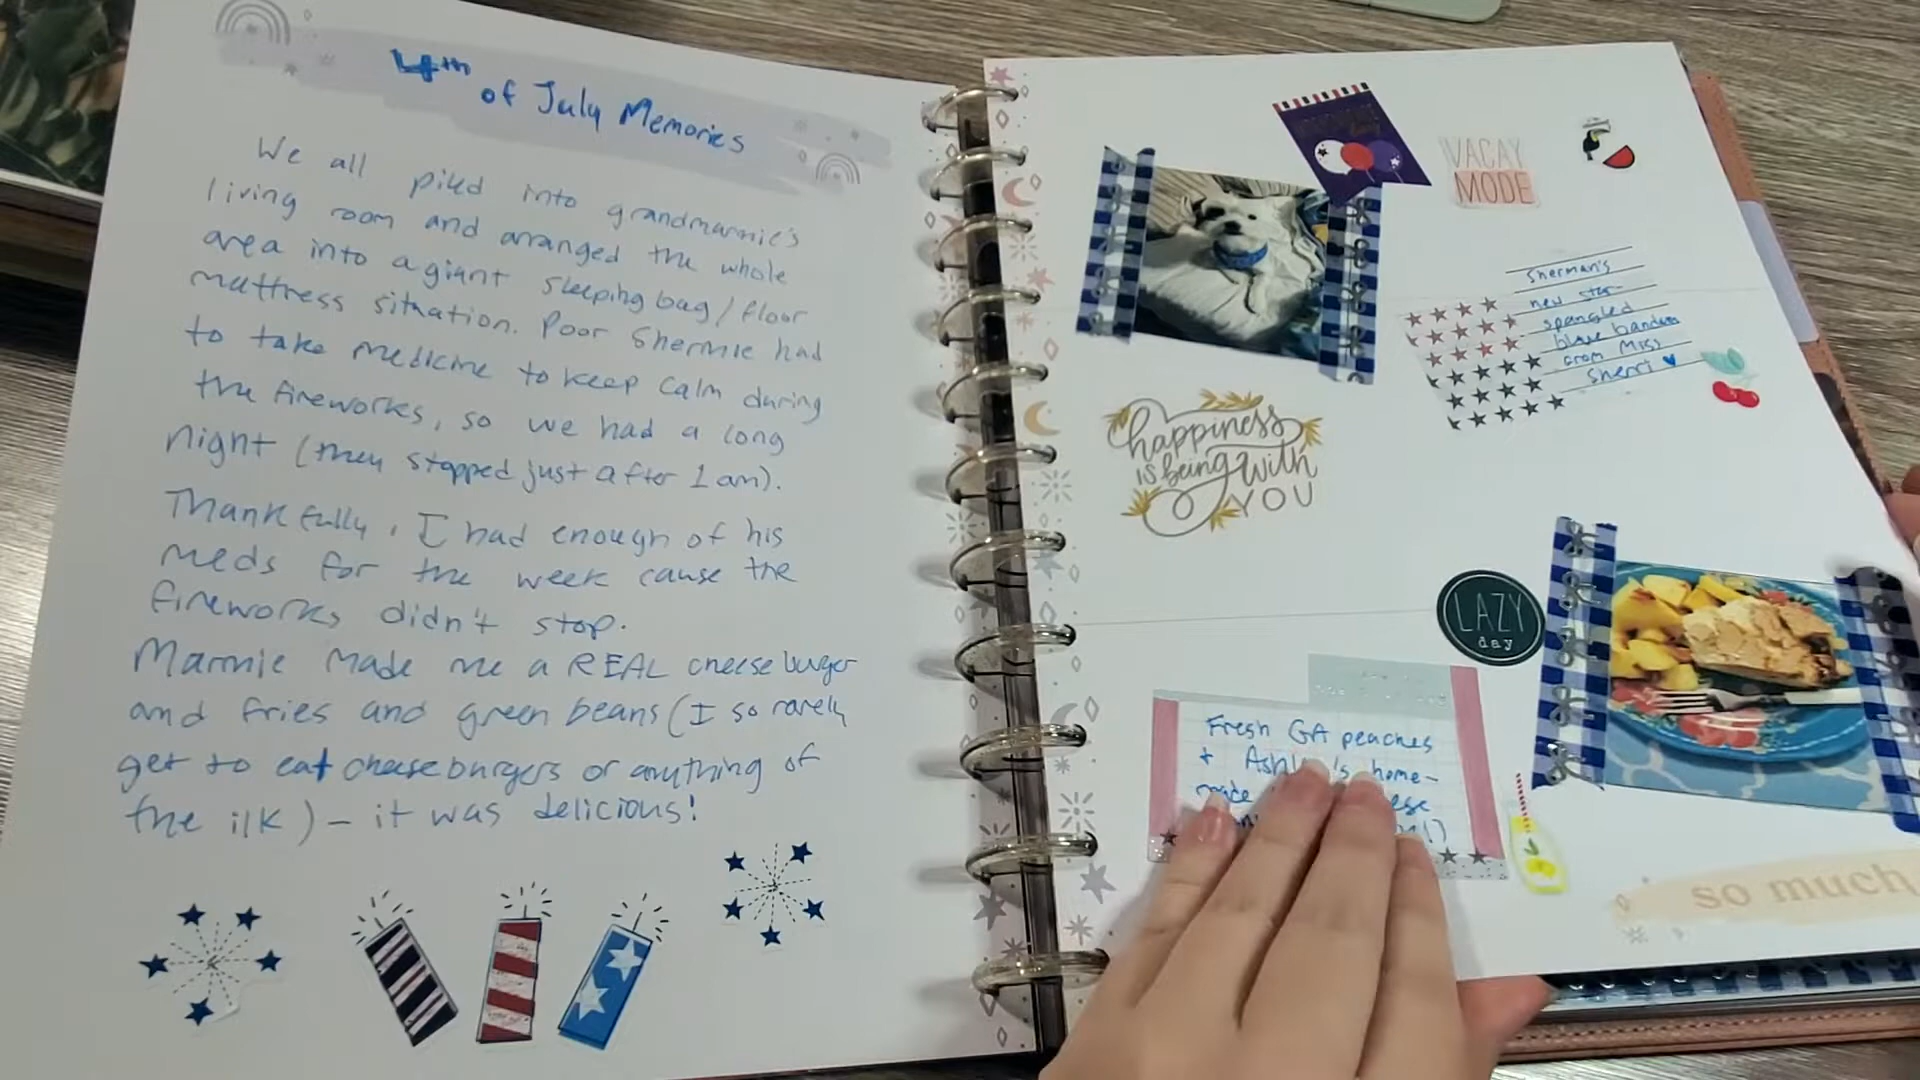 4th
of July Memories
We all piled into grandmarmie's
living room and arranged the whole
area into a giant sleeping bag/floor
mattress situation. Poor Shermie had
to take medicine to keep calm during
the fireworks, so we had a long
night (they stopped just after 1 am).
Thankfully, I had enough of his
meds for the week cause the
fireworks didn't stop.
Marmie made me a REAL cheeseburger
and fries and green beans (I so rarely
get to eat cheeseburgers or anything of
the ilk) - it was delicious!
VACAY
MODE
Sherman's
new star-
spangled
blue bandana
from Miss
Sherri
happiness
is being with
YOU
LAZY
day
Fresh GA peaches
+ home-
made
so much